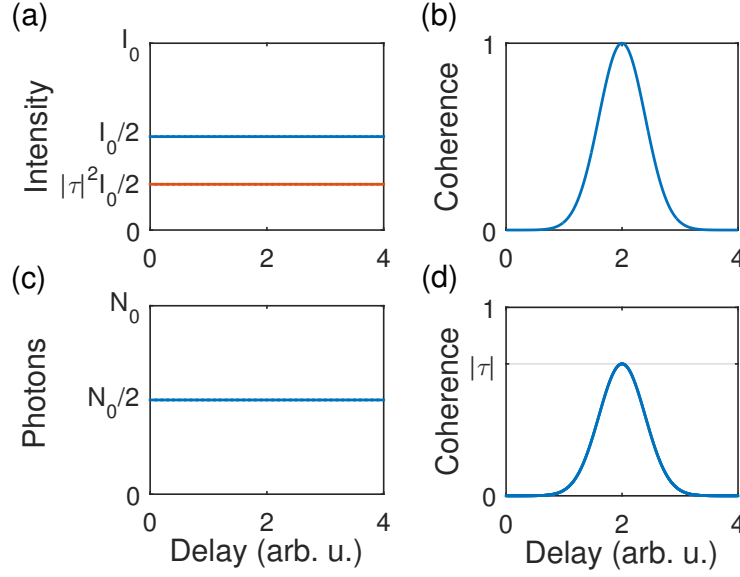 (a)
I₀
I₀/2
|τ|²I₀/2
0
Intensity
0 2 4
(b)
1
0
Coherence
0 2 4
(c)
N₀
N₀/2
0
Photons
0 2 4
Delay (arb. u.)
(d)
1
|τ|
0
Coherence
0 2 4
Delay (arb. u.)